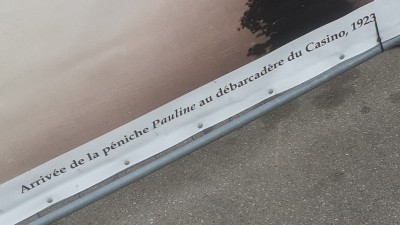 Arrivée de la péniche Pauline au débarcadère du Casino, 1923